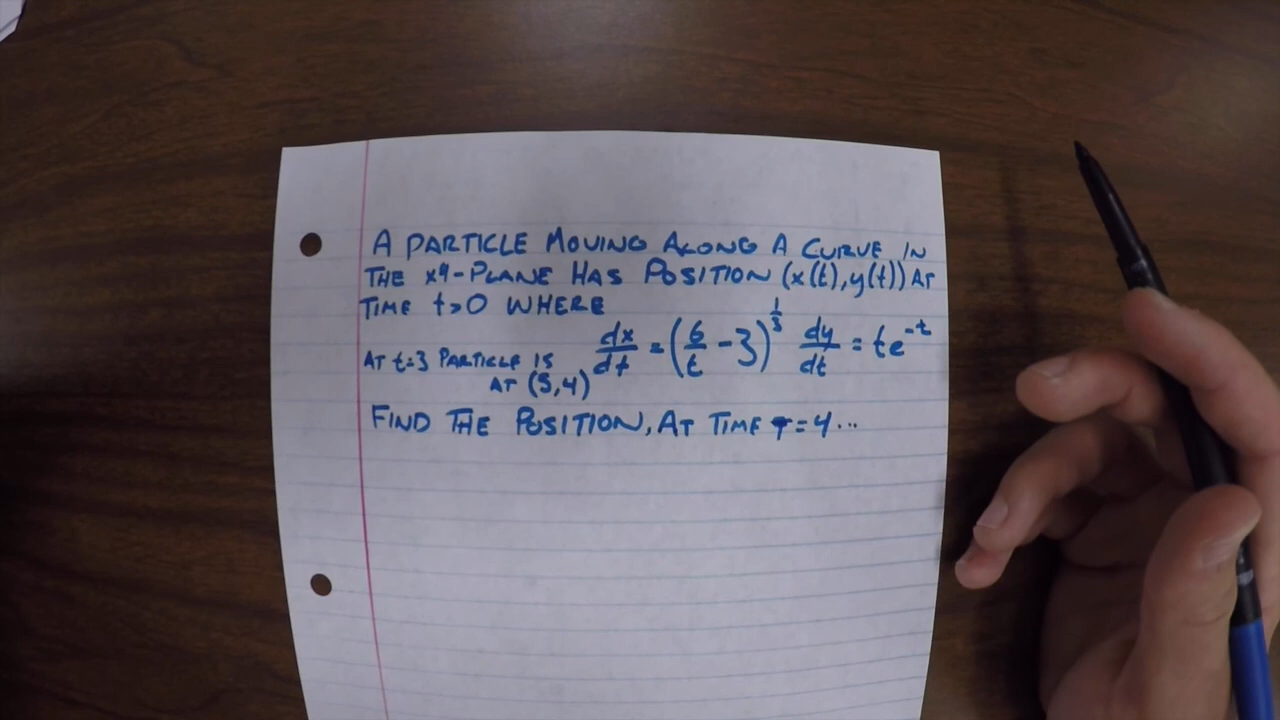 A PARTICLE MOVING ALONG A CURVE IN
THE xy-PLANE HAS POSITION (x(t), y(t)) AT
TIME t>0 WHERE
dx/dt = (6/t - 3)^(1/3) dy/dt = te^(-t)
AT t=3 PARTICLE IS
AT (5,4)
FIND THE POSITION, AT TIME T=4...